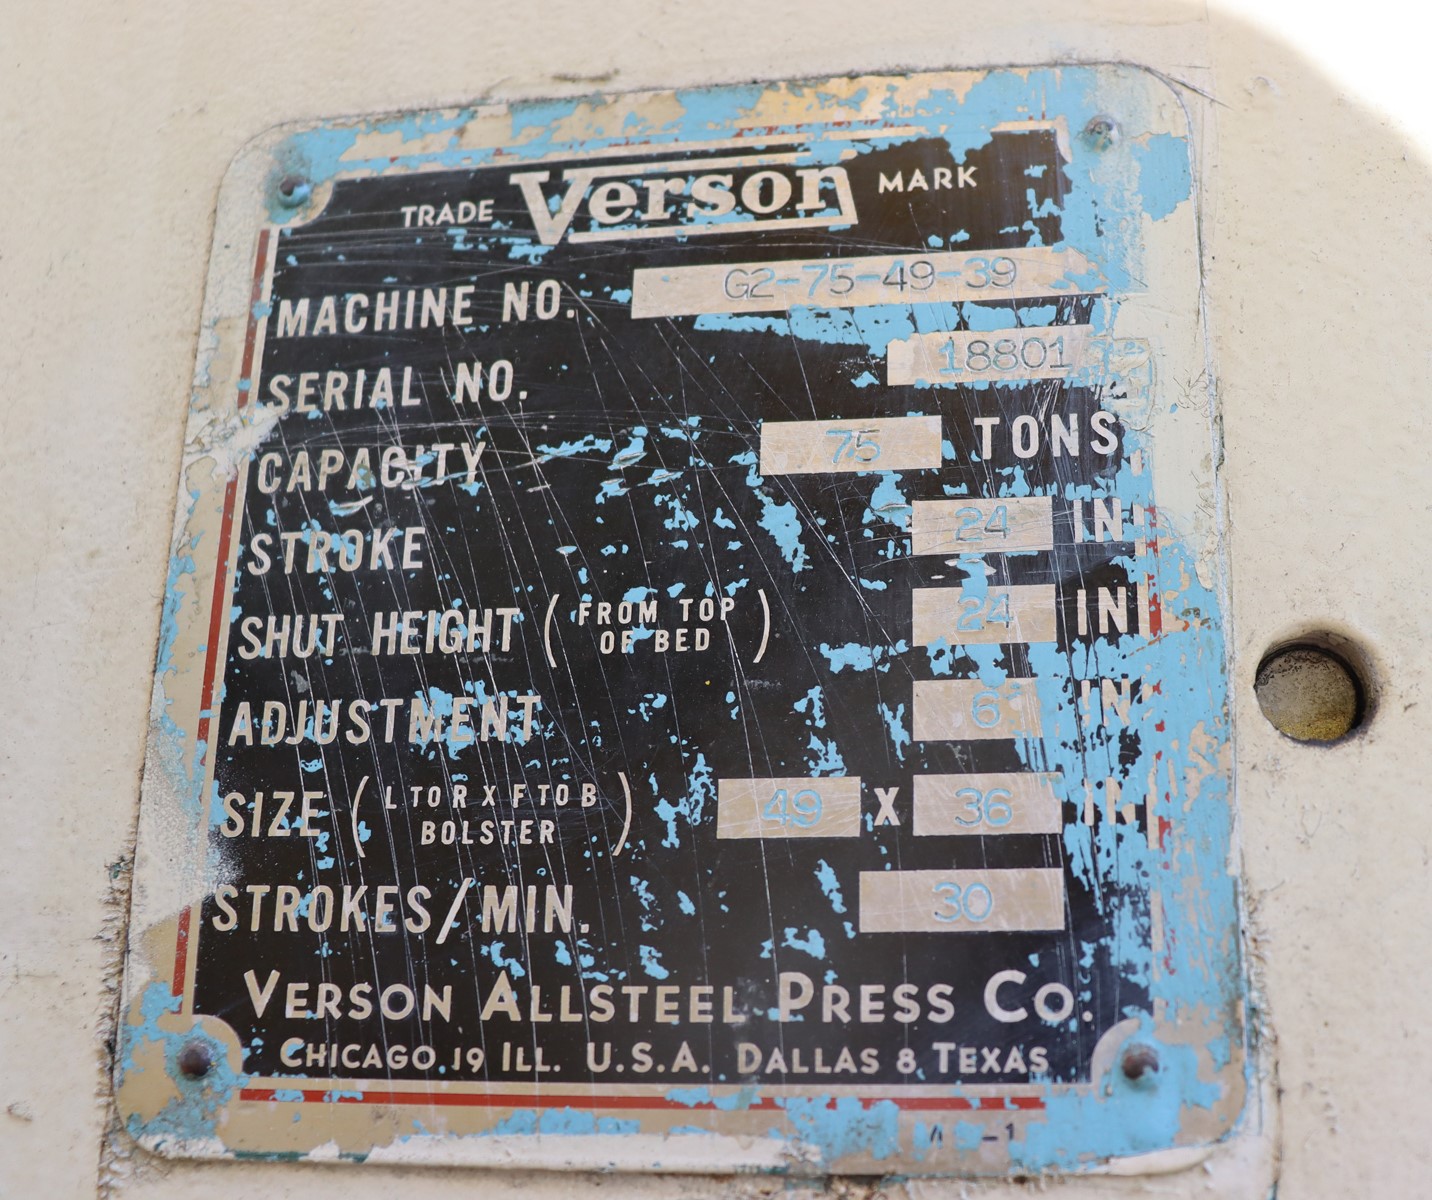 TRADE Verson MARK
MACHINE NO. G2-75-49-39
SERIAL NO. 18801
CAPACITY 75 TONS
STROKE 24 IN
SHUT HEIGHT (FROM TOP OF BED) 24 IN
ADJUSTMENT 6 IN
SIZE (L TO R X F TO B BOLSTER) 49 X 36 IN
STROKES/MIN. 30
VERSON ALLSTEEL PRESS CO.
CHICAGO 19 ILL. U.S.A. DALLAS 8 TEXAS